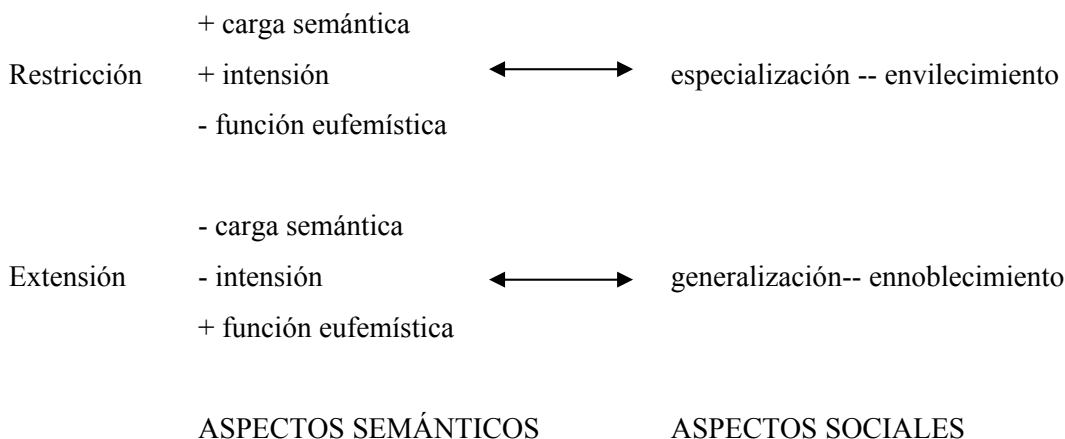 + carga semántica
Restricción + intensión especialización -- envilecimiento
- función eufemística
- carga semántica
Extensión - intensión generalización-- ennoblecimiento
+ función eufemística
ASPECTOS SEMÁNTICOS ASPECTOS SOCIALES